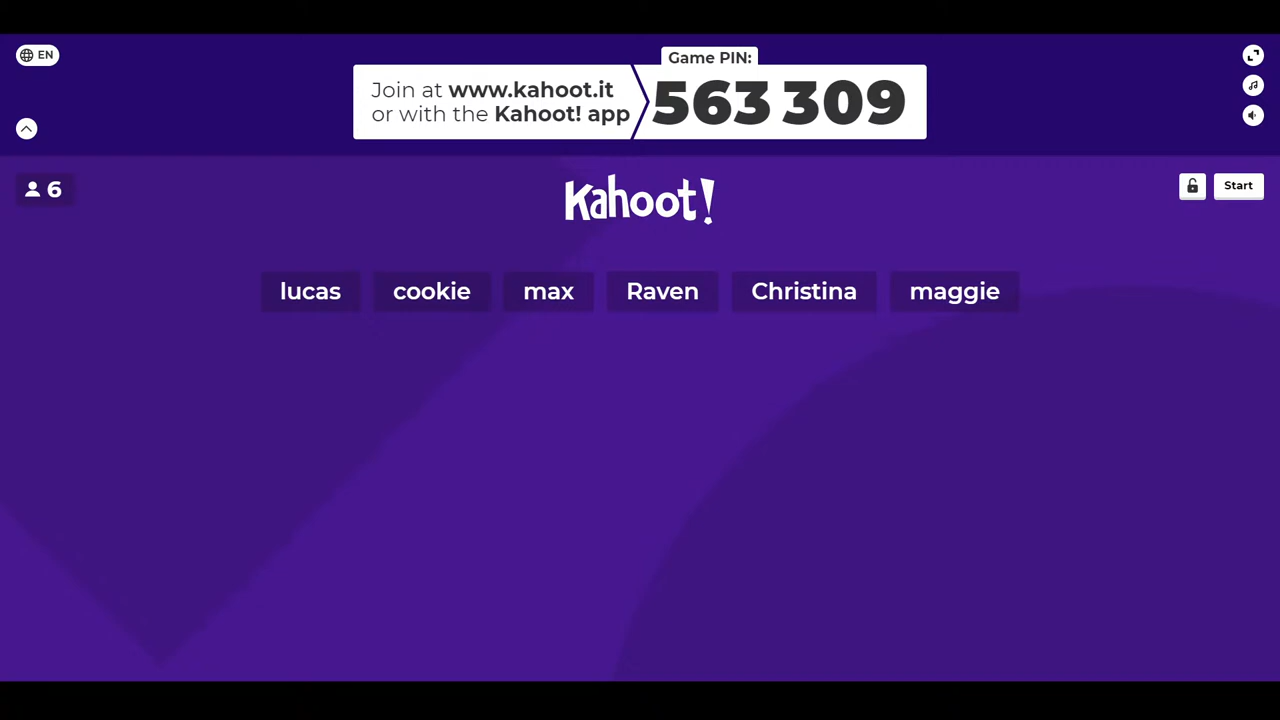 EN
Game PIN:
Join at www.kahoot.it
or with the Kahoot! app
563 309
6
Kahoot!
Start
lucas cookie max Raven Christina maggie